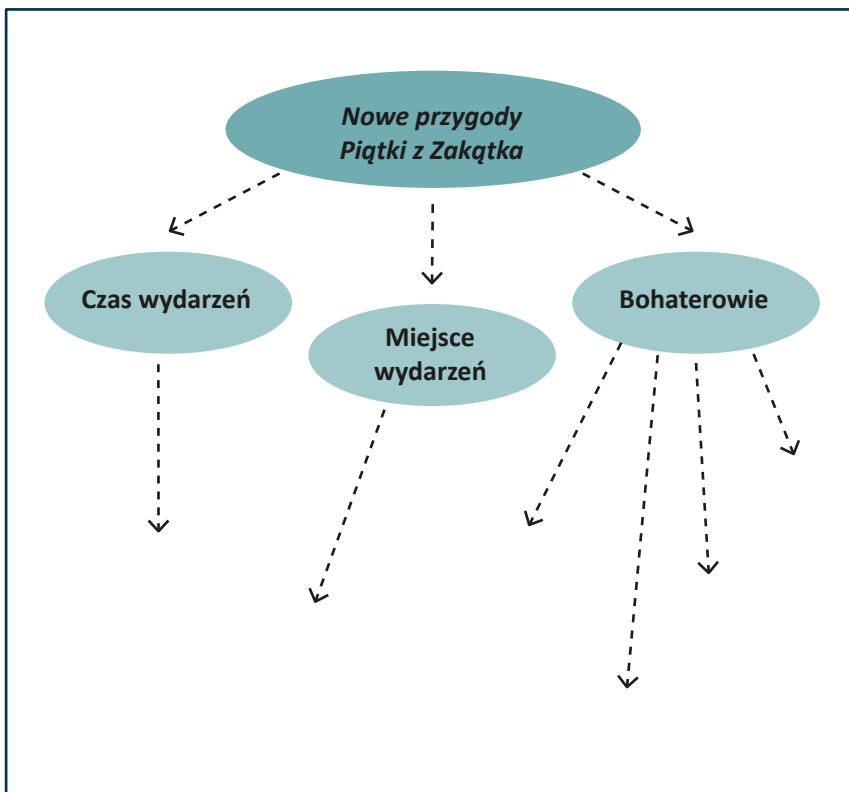 Nowe przygody
Piątki z Zakątka
Czas wydarzeń
Miejsce
wydarzeń
Bohaterowie